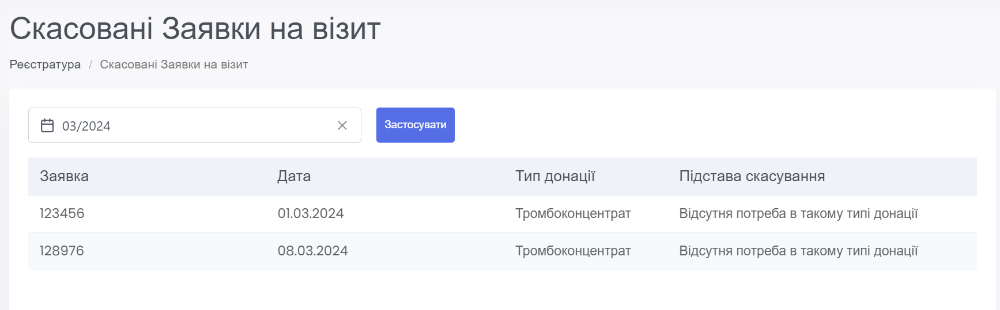 Скасовані Заявки на візит
Реєстратура / Скасовані Заявки на візит
03/2024 Застосувати
Заявка Дата Тип донації Підстава скасування
123456 01.03.2024 Тромбоконцентрат Відсутня потреба в такому типі донації
128976 08.03.2024 Тромбоконцентрат Відсутня потреба в такому типі донації